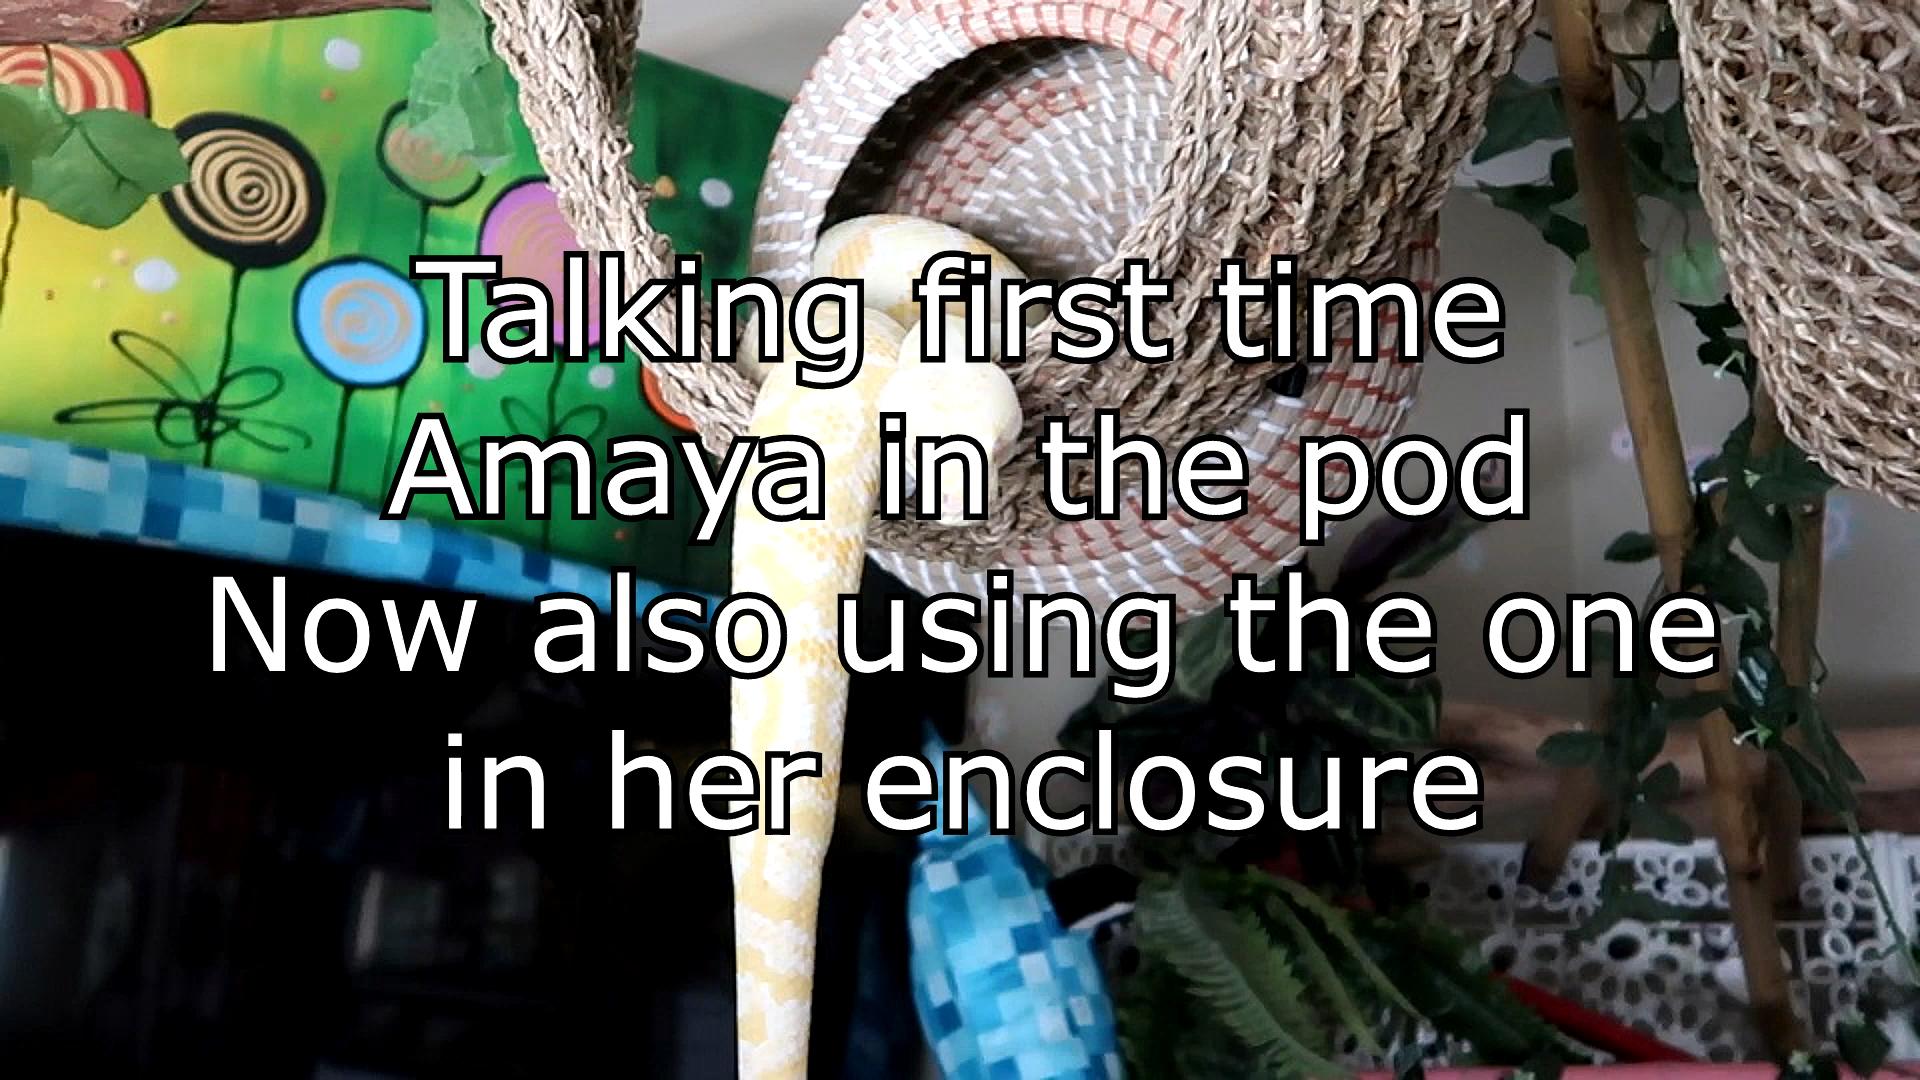 Talking first time
Amaya in the pod
Now also using the one
in her enclosure